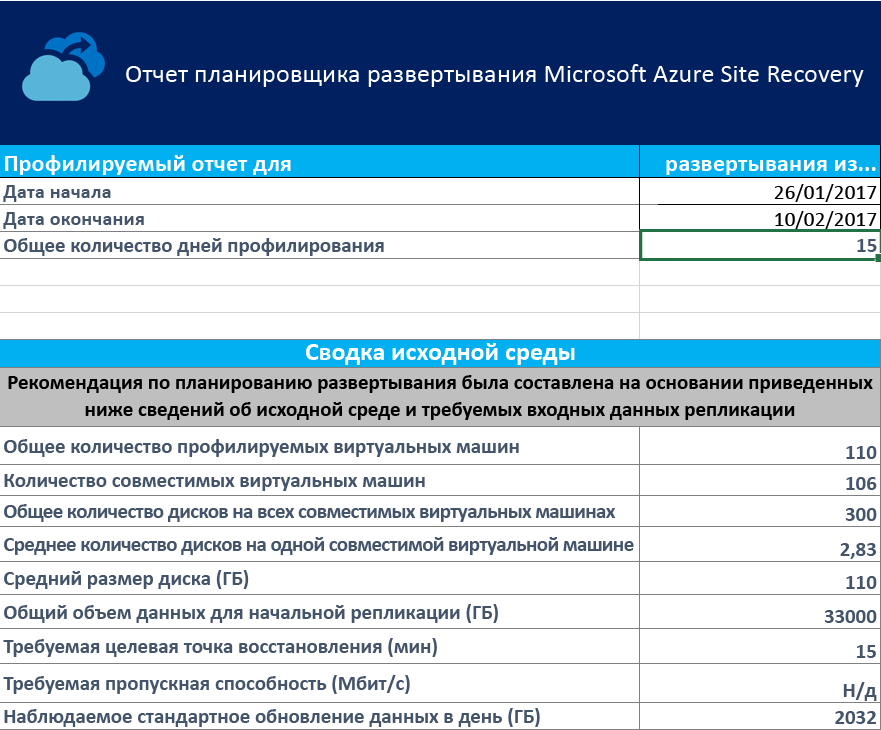 Отчет планировщика развертывания Microsoft Azure Site Recovery
Профилируемый отчет для развертывания из...
Дата начала 26/01/2017
Дата окончания 10/02/2017
Общее количество дней профилирования 15
Сводка исходной среды
Рекомендация по планированию развертывания была составлена на основании приведенных
ниже сведений об исходной среде и требуемых входных данных репликации
Общее количество профилируемых виртуальных машин 110
Количество совместимых виртуальных машин 106
Общее количество дисков на всех совместимых виртуальных машинах 300
Среднее количество дисков на одной совместимой виртуальной машине 2,83
Средний размер диска (ГБ) 110
Общий объем данных для начальной репликации (ГБ) 33000
Требуемая целевая точка восстановления (мин) 15
Требуемая пропускная способность (Мбит/с) Н/д
Наблюдаемое стандартное обновление данных в день (ГБ) 2032